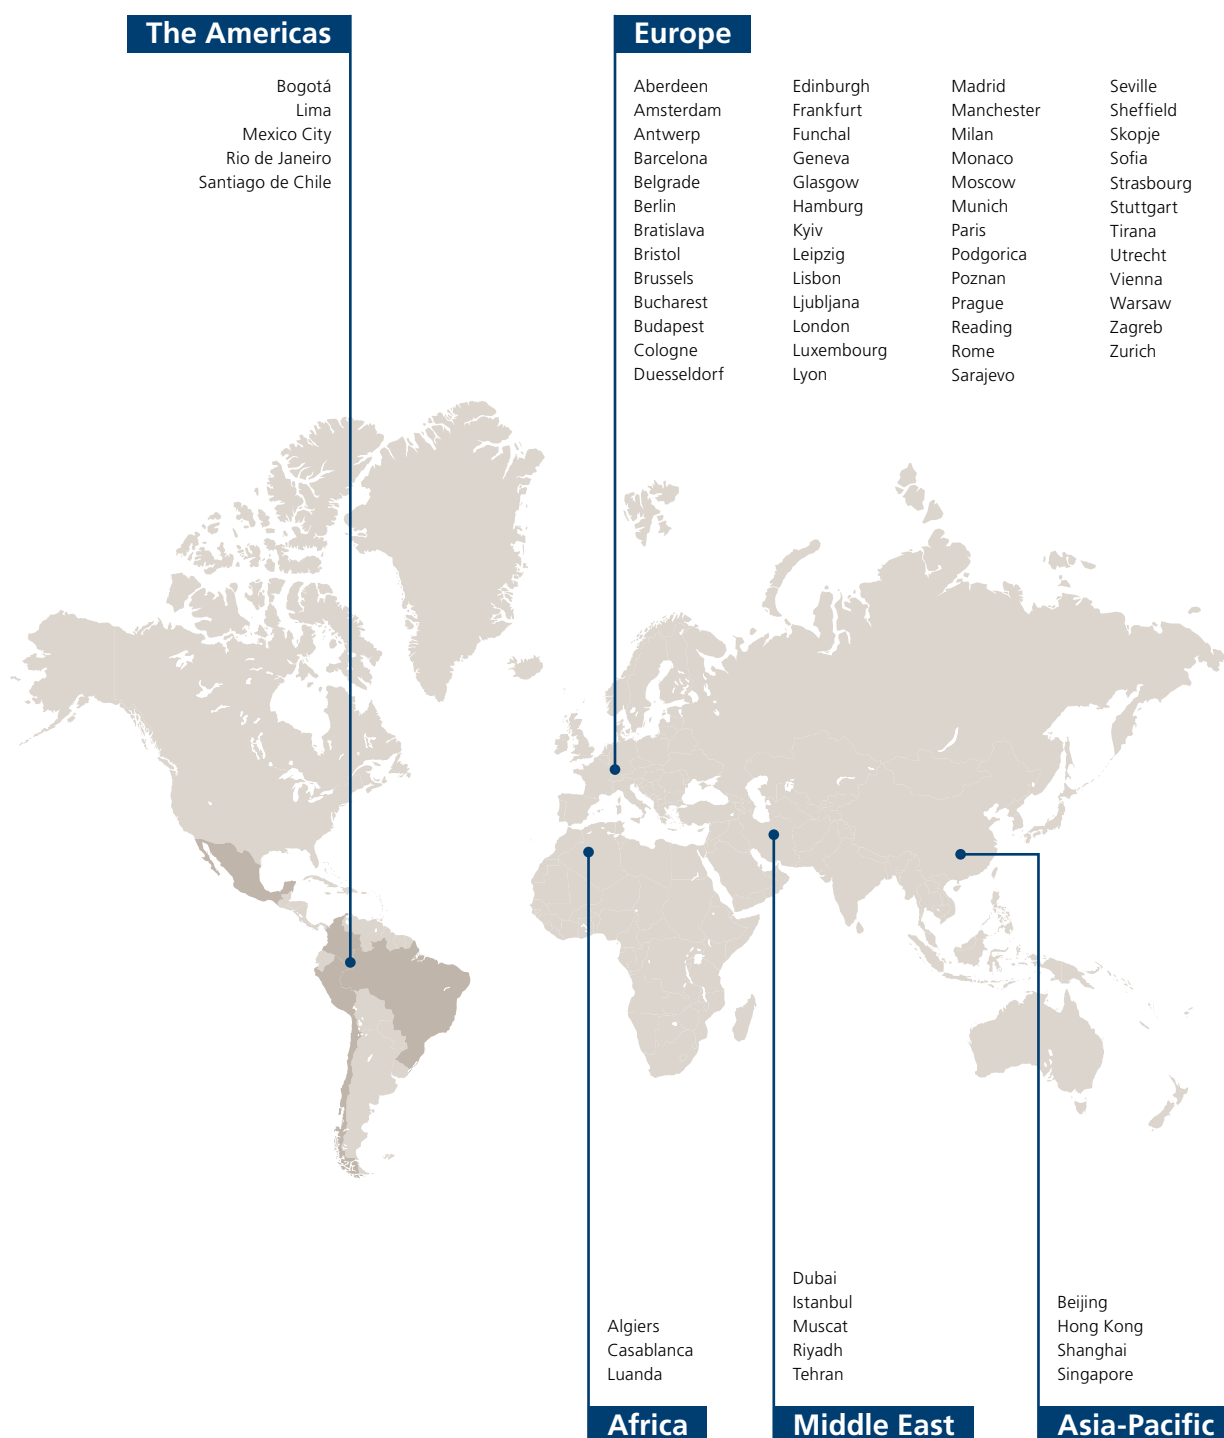 The Americas
Bogotá
Lima
Mexico City
Rio de Janeiro
Santiago de Chile
Europe
Aberdeen
Amsterdam
Antwerp
Barcelona
Belgrade
Berlin
Bratislava
Bristol
Brussels
Bucharest
Budapest
Cologne
Duesseldorf
Edinburgh
Frankfurt
Funchal
Geneva
Glasgow
Hamburg
Kyiv
Leipzig
Lisbon
Ljubljana
London
Luxembourg
Lyon
Madrid
Manchester
Milan
Monaco
Moscow
Munich
Paris
Podgorica
Poznan
Prague
Reading
Rome
Sarajevo
Seville
Sheffield
Skopje
Sofia
Strasbourg
Stuttgart
Tirana
Utrecht
Vienna
Warsaw
Zagreb
Zurich
Algiers
Casablanca
Luanda
Africa
Dubai
Istanbul
Muscat
Riyadh
Tehran
Middle East
Beijing
Hong Kong
Shanghai
Singapore
Asia-Pacific